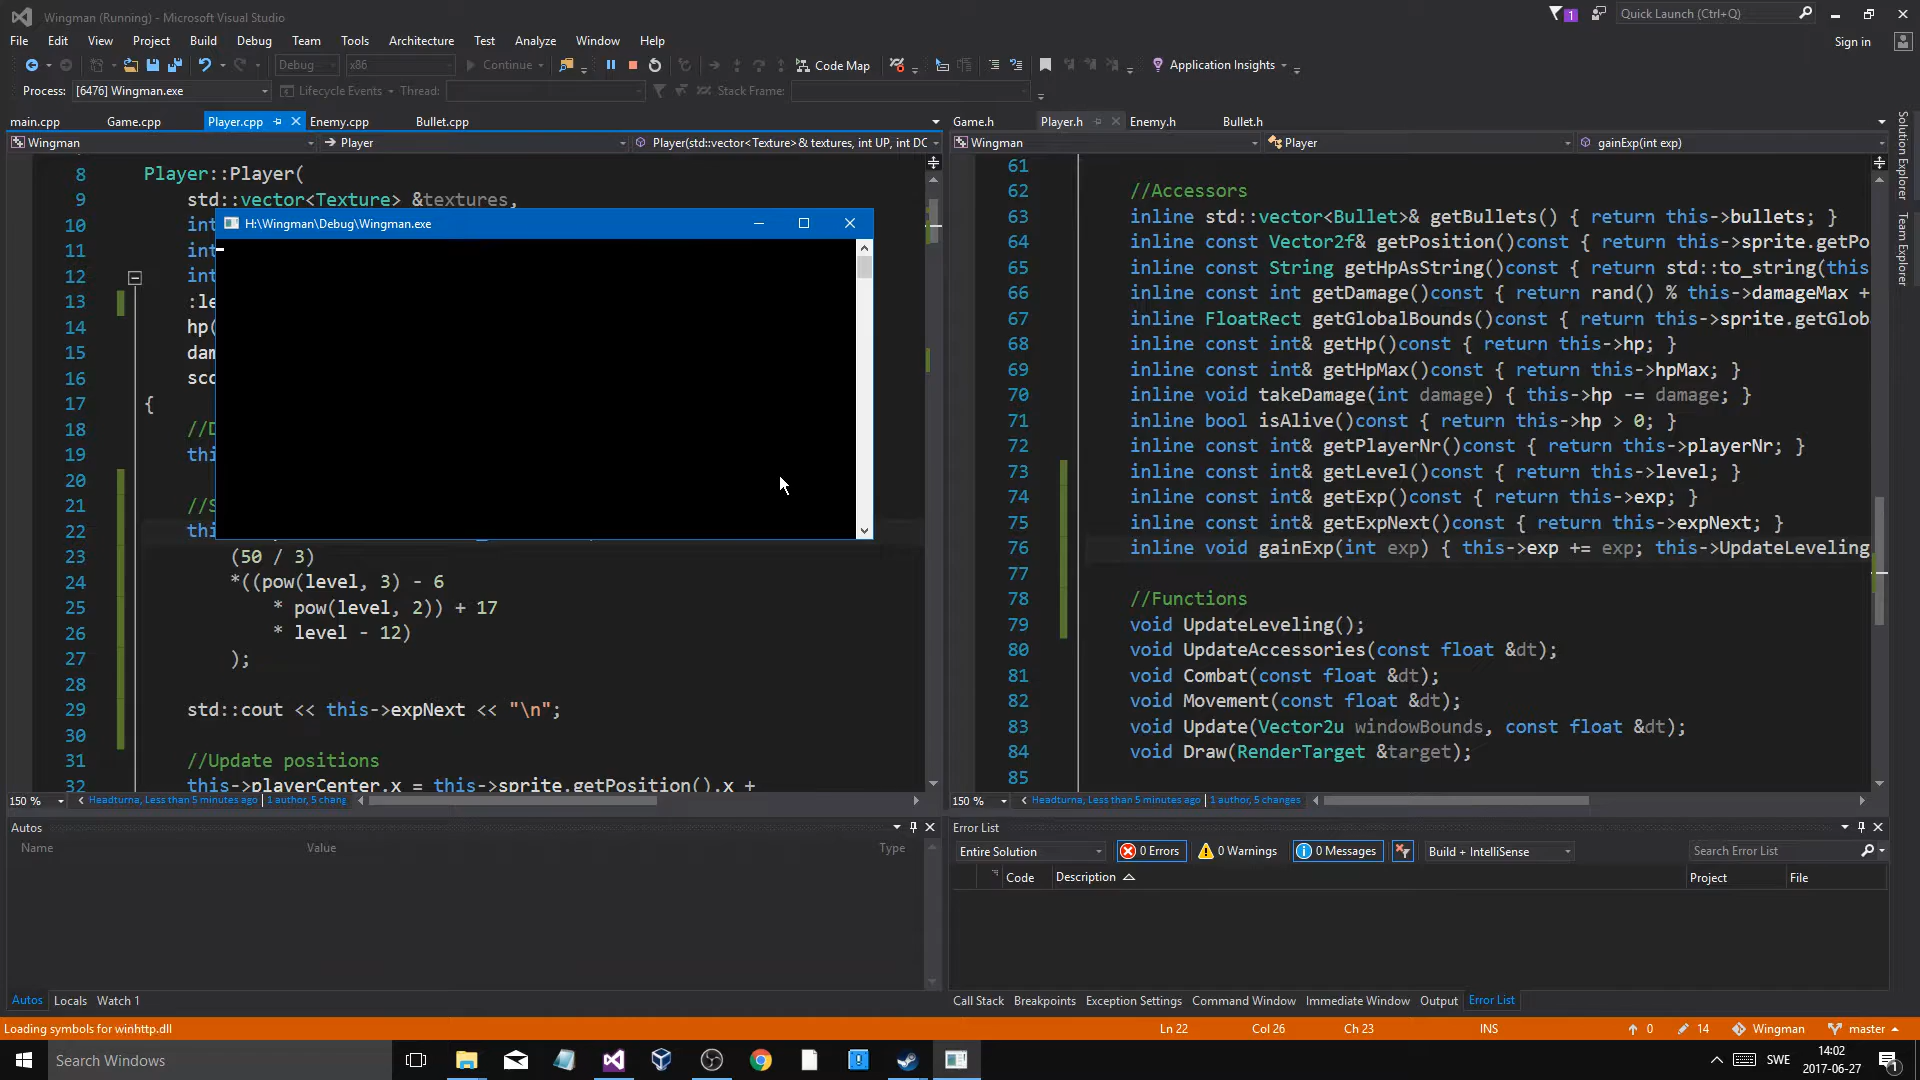 Wingman (Running) - Microsoft Visual Studio
1
Quick Launch (Ctrl+Q)
File Edit View Project Build Debug Team Tools Architecture Test Analyze Window Help
Sign in
Debug x86 Continue Code Map Application Insights
Process: [6476] Wingman.exe Lifecycle Events Thread: Stack Frame:
main.cpp Game.cpp Player.cpp Enemy.cpp Bullet.cpp
Wingman Player Player(std::vector<Texture>& textures, int UP, int DC
8 Player::Player(
9 std::vector<Texture> &textures,
10 int
11 int
12 int
13 :le
14 hp(
15 dam
16 sco
17 {
18 //D
19 thi
20
21 //S
22 thi
23 (50 / 3)
24 *((pow(level, 3) - 6
25 * pow(level, 2)) + 17
26 * level - 12)
27 );
28
29 std::cout << this->expNext << "\n";
30
31 //Update positions
32 this->playerCenter.x = this->sprite.getPosition().x +
H:\Wingman\Debug\Wingman.exe
150 % Headturna, Less than 5 minutes ago | 1 author, 5 chang
Game.h Player.h Enemy.h Bullet.h
Wingman Player gainExp(int exp)
61
62 //Accessors
63 inline std::vector<Bullet>& getBullets() { return this->bullets; }
64 inline const Vector2f& getPosition()const { return this->sprite.getPo
65 inline const String getHpAsString()const { return std::to_string(this
66 inline const int getDamage()const { return rand() % this->damageMax +
67 inline FloatRect getGlobalBounds()const { return this->sprite.getGlob
68 inline const int& getHp()const { return this->hp; }
69 inline const int& getHpMax()const { return this->hpMax; }
70 inline void takeDamage(int damage) { this->hp -= damage; }
71 inline bool isAlive()const { return this->hp > 0; }
72 inline const int& getPlayerNr()const { return this->playerNr; }
73 inline const int& getLevel()const { return this->level; }
74 inline const int& getExp()const { return this->exp; }
75 inline const int& getExpNext()const { return this->expNext; }
76 inline void gainExp(int exp) { this->exp += exp; this->UpdateLeveling
77
78 //Functions
79 void UpdateLeveling();
80 void UpdateAccessories(const float &dt);
81 void Combat(const float &dt);
82 void Movement(const float &dt);
83 void Update(Vector2u windowBounds, const float &dt);
84 void Draw(RenderTarget &target);
85
150 % Headturna, Less than 5 minutes ago | 1 author, 5 changes
Solution Explorer
Team Explorer
Autos
Name Value Type
Autos Locals Watch 1
Error List
Entire Solution 0 Errors 0 Warnings 0 Messages Build + IntelliSense Search Error List
Code Description Project File
Call Stack Breakpoints Exception Settings Command Window Immediate Window Output Error List
Loading symbols for winhttp.dll Ln 22 Col 26 Ch 23 INS 0 14 Wingman master
Search Windows
SWE
14:02
2017-06-27
1